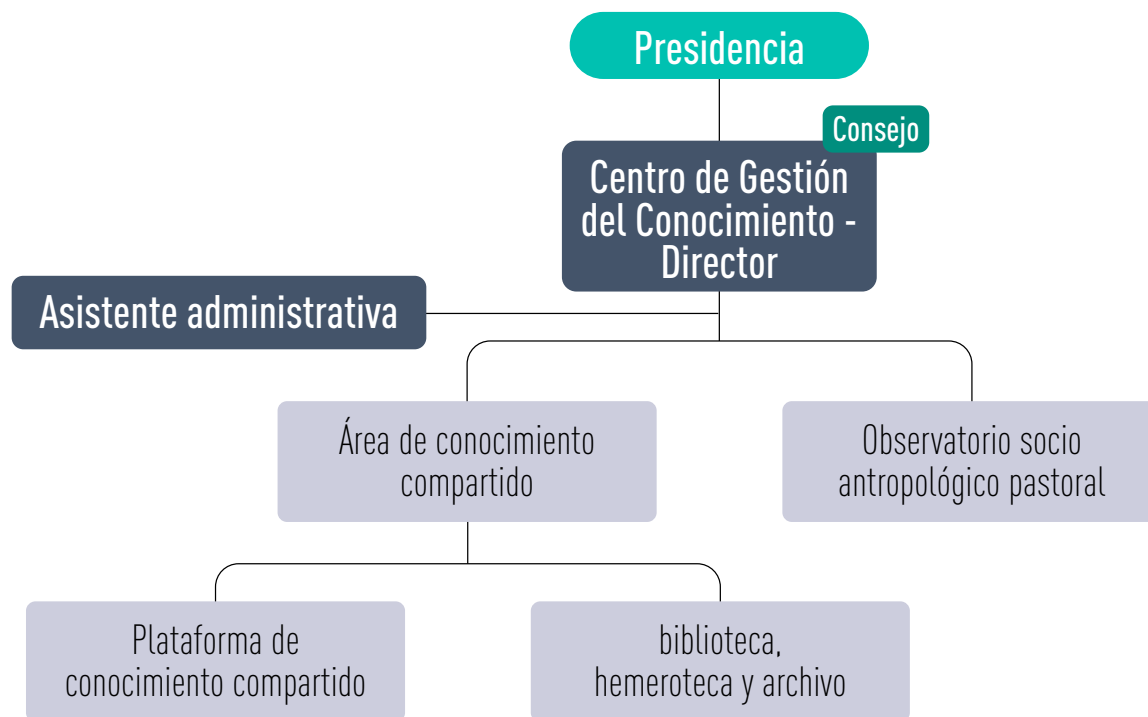 Presidencia
Consejo
Centro de Gestión
del Conocimiento -
Director
Asistente administrativa
Área de conocimiento
compartido
Observatorio socio
antropológico pastoral
Plataforma de
conocimiento compartido
biblioteca,
hemeroteca y archivo